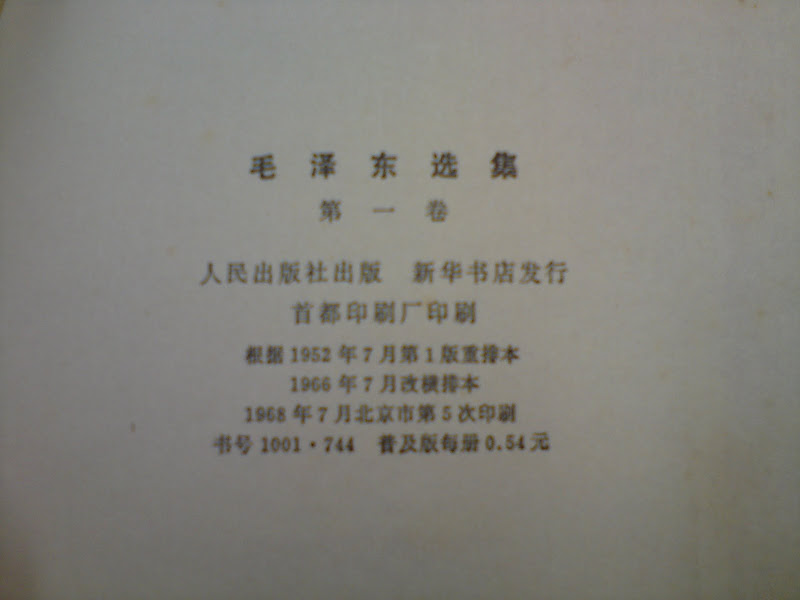 毛泽东选集
第一卷
人民出版社出版 新华书店发行
首都印刷厂印刷
根据1952年7月第1版重排本
1966年7月改横排本
1968年7月北京市第5次印刷
书号1001·744 普及版每册0.54元